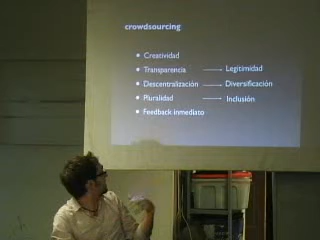 crowdsourcing:
• Creatividad
• Transparencia → Legitimidad
• Descentralización → Diversificación
• Pluralidad → Inclusión
• Feedback inmediato